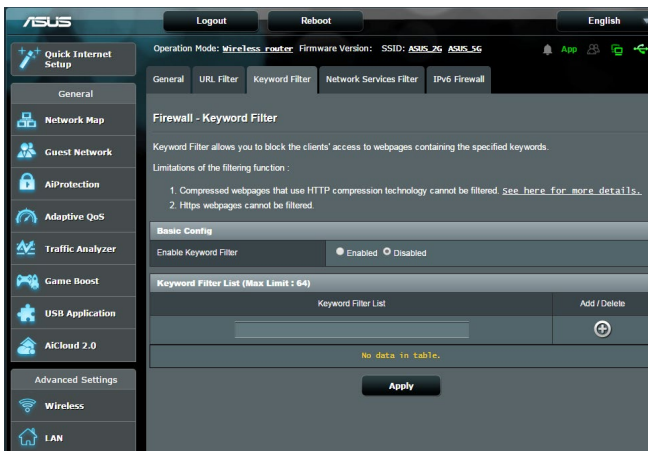 ASUS
Logout
Reboot
English
Quick Internet
Setup
General
Network Map
Guest Network
AiProtection
Adaptive QoS
Traffic Analyzer
Game Boost
USB Application
AiCloud 2.0
Advanced Settings
Wireless
LAN
Operation Mode: Wireless router Firmware Version: SSID: ASUS_2G ASUS_5G
App
General
URL Filter
Keyword Filter
Network Services Filter
IPv6 Firewall
Firewall - Keyword Filter
Keyword Filter allows you to block the clients' access to webpages containing the specified keywords.
Limitations of the filtering function :
1. Compressed webpages that use HTTP compression technology cannot be filtered. See here for more details.
2. Https webpages cannot be filtered.
Basic Config
Enable Keyword Filter
Enabled Disabled
Keyword Filter List (Max Limit : 64)
Keyword Filter List
Add / Delete
No data in table.
Apply